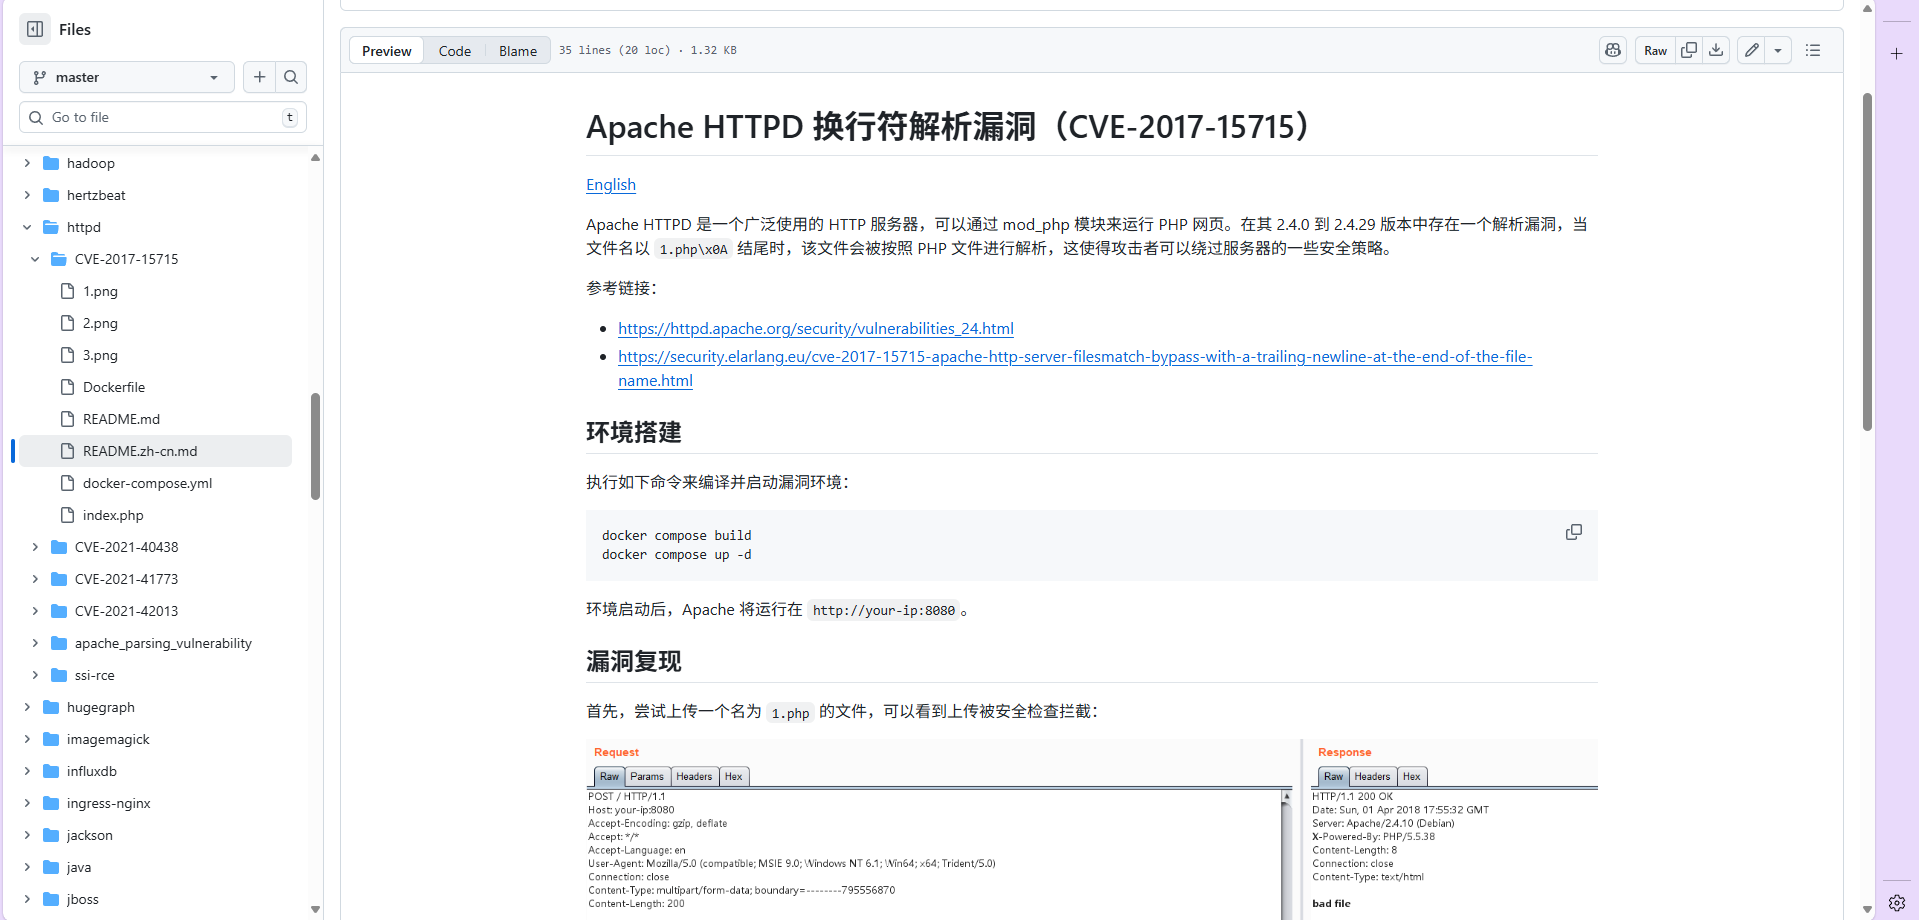 Files
master
Go to file
t
hadoop
hertzbeat
httpd
CVE-2017-15715
1.png
2.png
3.png
Dockerfile
README.md
README.zh-cn.md
docker-compose.yml
index.php
CVE-2021-40438
CVE-2021-41773
CVE-2021-42013
apache_parsing_vulnerability
ssi-rce
hugegraph
imagemagick
influxdb
ingress-nginx
jackson
java
jboss
Preview Code Blame 35 lines (20 loc) · 1.32 KB Raw
Apache HTTPD 换行符解析漏洞（CVE-2017-15715）
English
Apache HTTPD 是一个广泛使用的 HTTP 服务器，可以通过 mod_php 模块来运行 PHP 网页。在其 2.4.0 到 2.4.29 版本中存在一个解析漏洞，当
文件名以 1.php\x0A 结尾时，该文件会被按照 PHP 文件进行解析，这使得攻击者可以绕过服务器的一些安全策略。
参考链接：
• https://httpd.apache.org/security/vulnerabilities_24.html
• https://security.elarlang.eu/cve-2017-15715-apache-http-server-filesmatch-bypass-with-a-trailing-newline-at-the-end-of-the-file-
name.html
环境搭建
执行如下命令来编译并启动漏洞环境：
docker compose build
docker compose up -d
环境启动后，Apache 将运行在 http://your-ip:8080 。
漏洞复现
首先，尝试上传一个名为 1.php 的文件，可以看到上传被安全检查拦截：
Request
Raw Params Headers Hex
POST / HTTP/1.1
Host: your-ip:8080
Accept-Encoding: gzip, deflate
Accept: */*
Accept-Language: en
User-Agent: Mozilla/5.0 (compatible; MSIE 9.0; Windows NT 6.1; Win64; x64; Trident/5.0)
Connection: close
Content-Type: multipart/form-data; boundary=--------795556870
Content-Length: 200
Response
Raw Headers Hex
HTTP/1.1 200 OK
Date: Sun, 01 Apr 2018 17:55:32 GMT
Server: Apache/2.4.10 (Debian)
X-Powered-By: PHP/5.5.38
Content-Length: 8
Connection: close
Content-Type: text/html
bad file